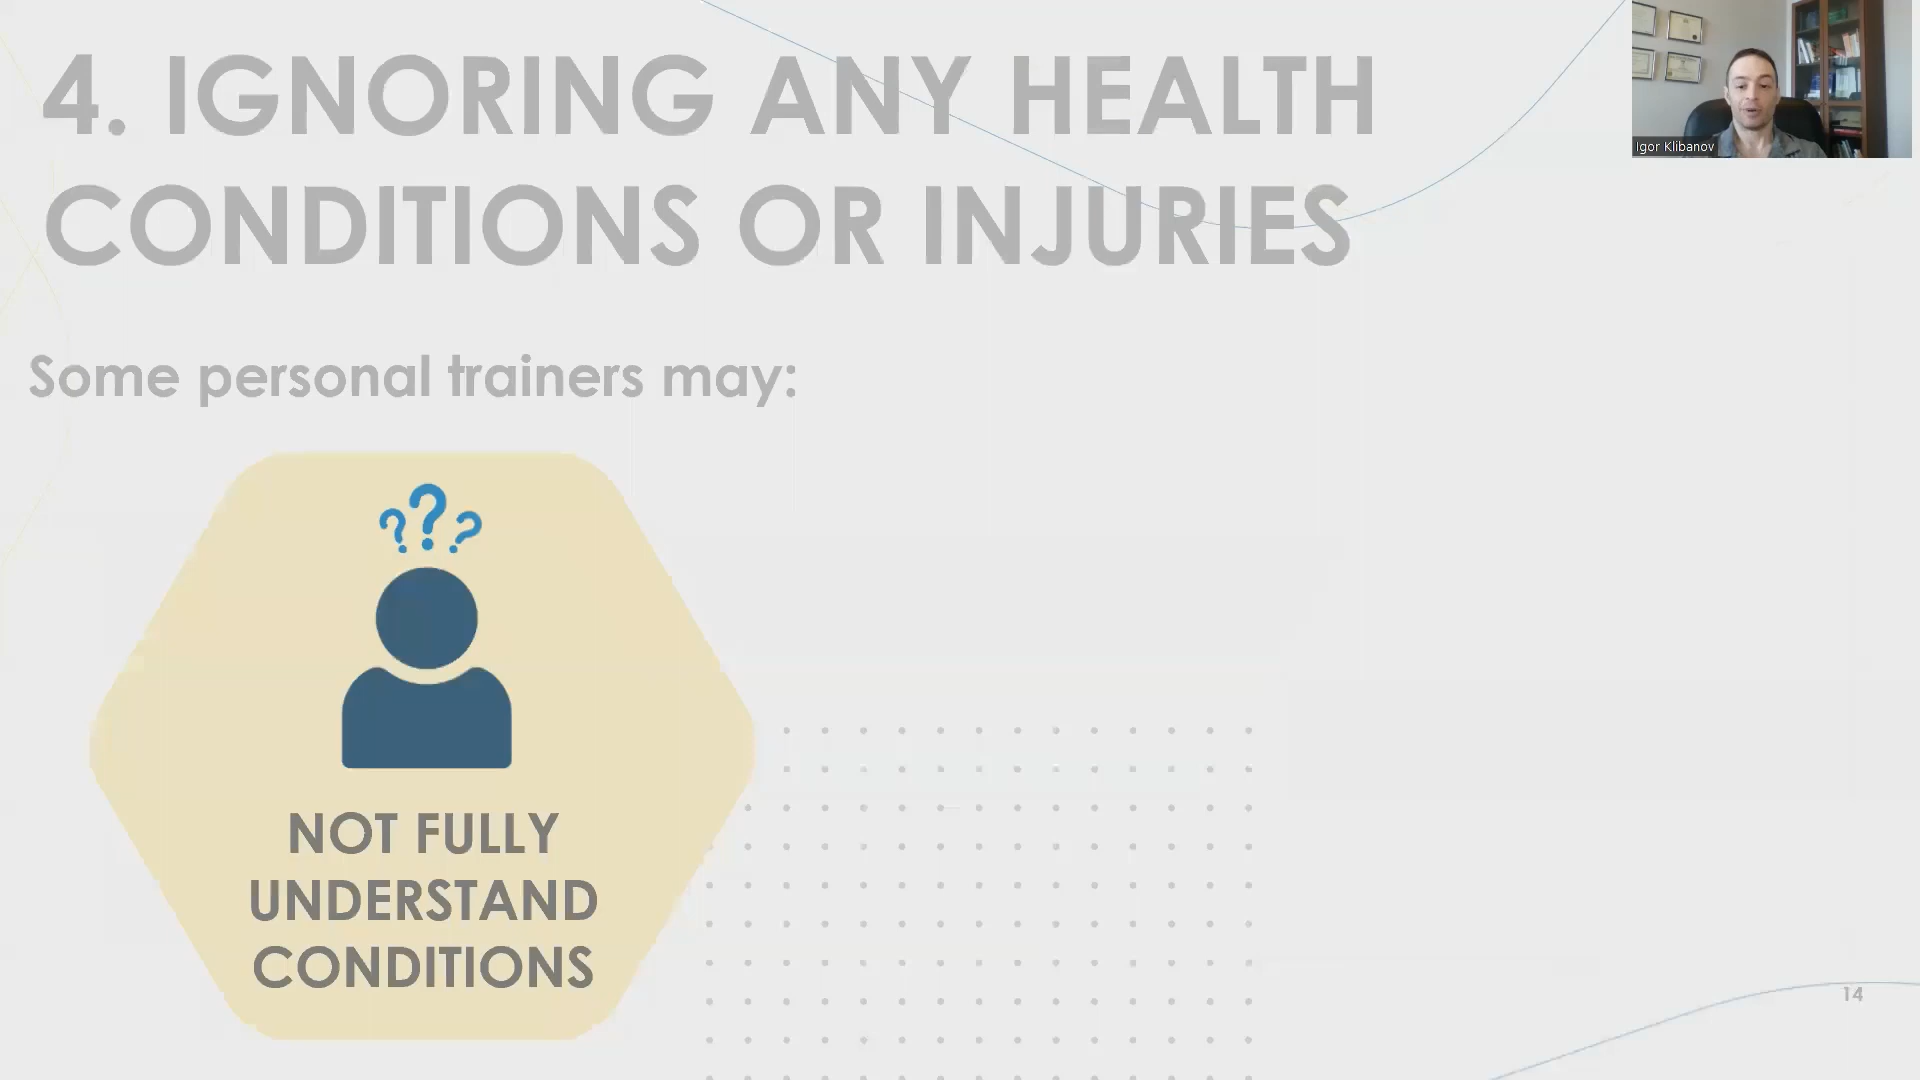 4. IGNORING ANY HEALTH
CONDITIONS OR INJURIES
Igor Klibanov
Some personal trainers may:
???
NOT FULLY
UNDERSTAND
CONDITIONS
14